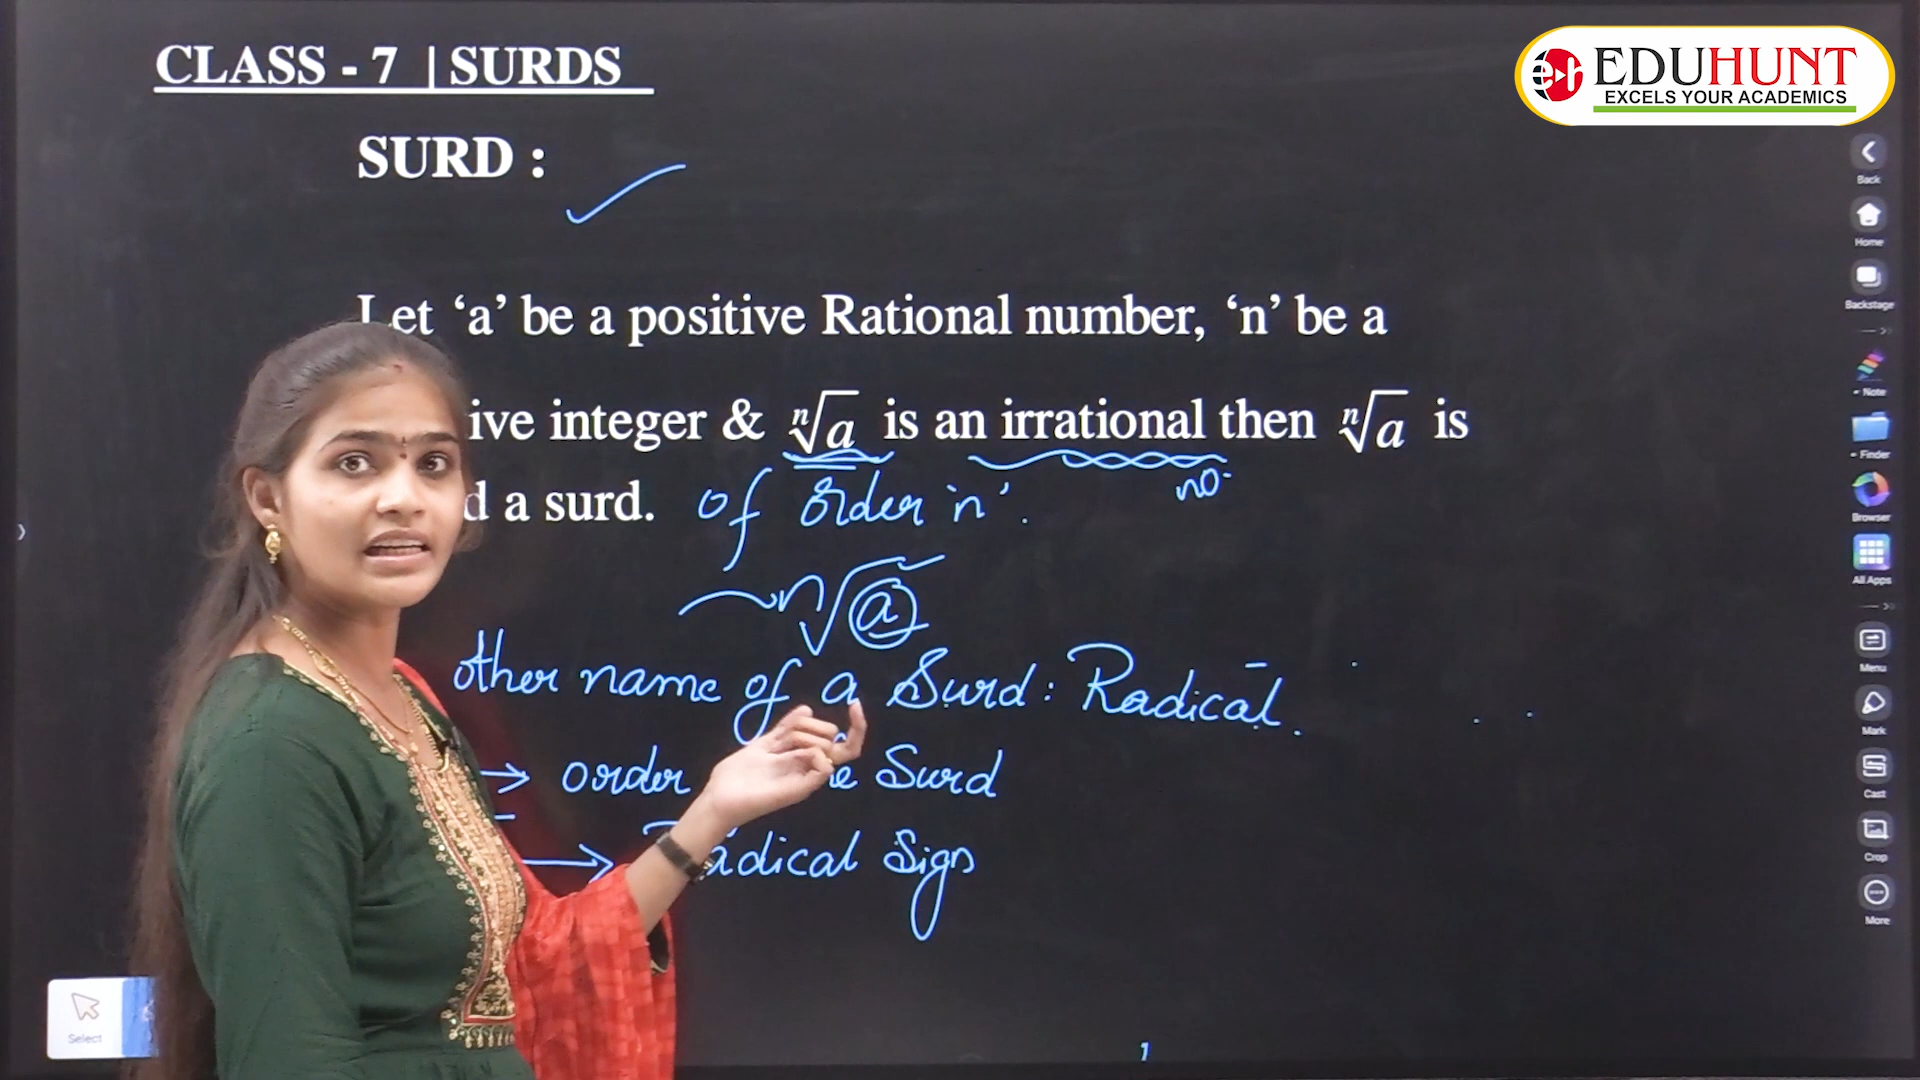 CLASS - 7 | SURDS
EDUHUNT
EXCELS YOUR ACADEMICS
SURD :
Let ‘a’ be a positive Rational number, ‘n’ be a
ive integer & ⁿ√a is an irrational then ⁿ√a is
no.
d a surd. of order 'n'.
ⁿ√a
other name of a Surd : Radical.
→ order Surd
→ Radical Sign
Back
Home
Backstage
Note
Finder
Browser
All Apps
Menu
Mark
Cast
Crop
More
Select
1